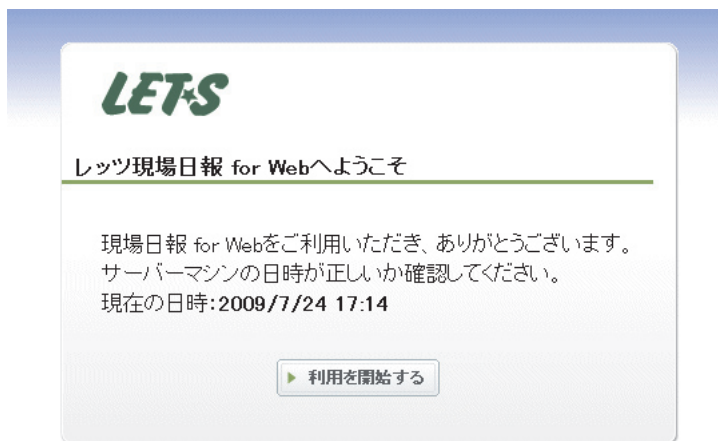 LET'S
レッツ現場日報 for Webへようこそ
現場日報 for Webをご利用いただき、ありがとうございます。
サーバーマシンの日時が正しいか確認してください。
現在の日時:2009/7/24 17:14
利用を開始する